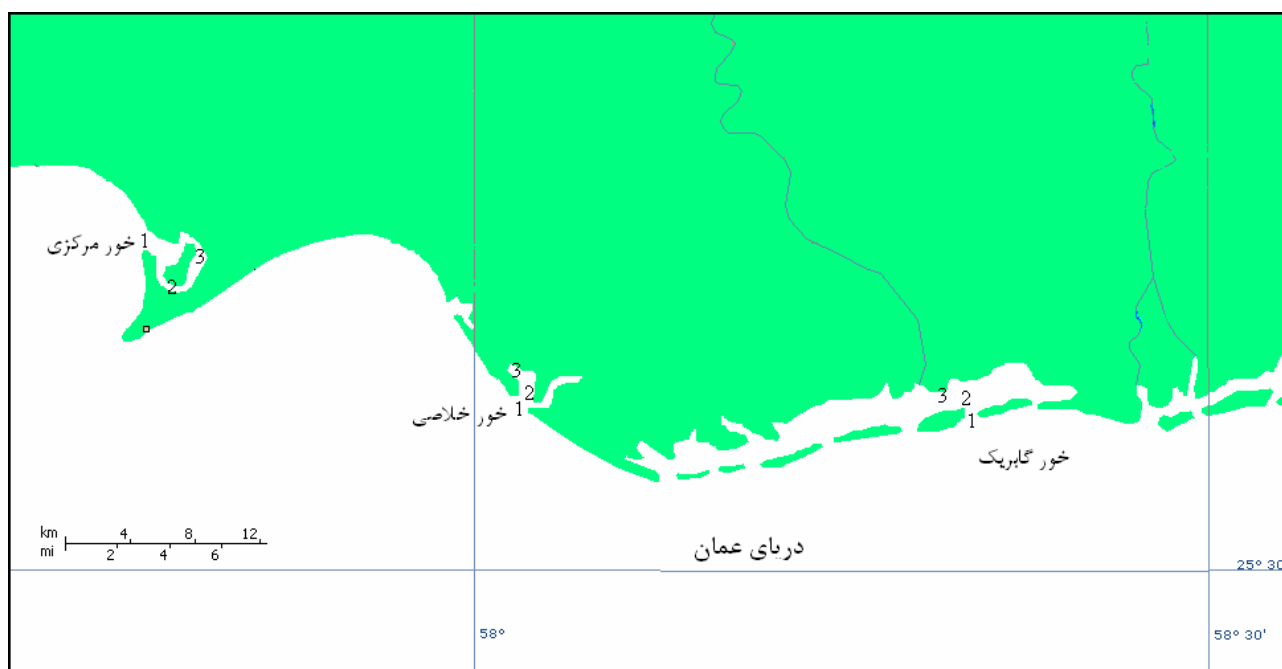 خور مرکزی 1
3
2
3
2
خور خلاصی 1
3 2
1
خور گابریک
km 4 8 12
mi 2 4 6
دریای عمان
25° 30
58°
58° 30'